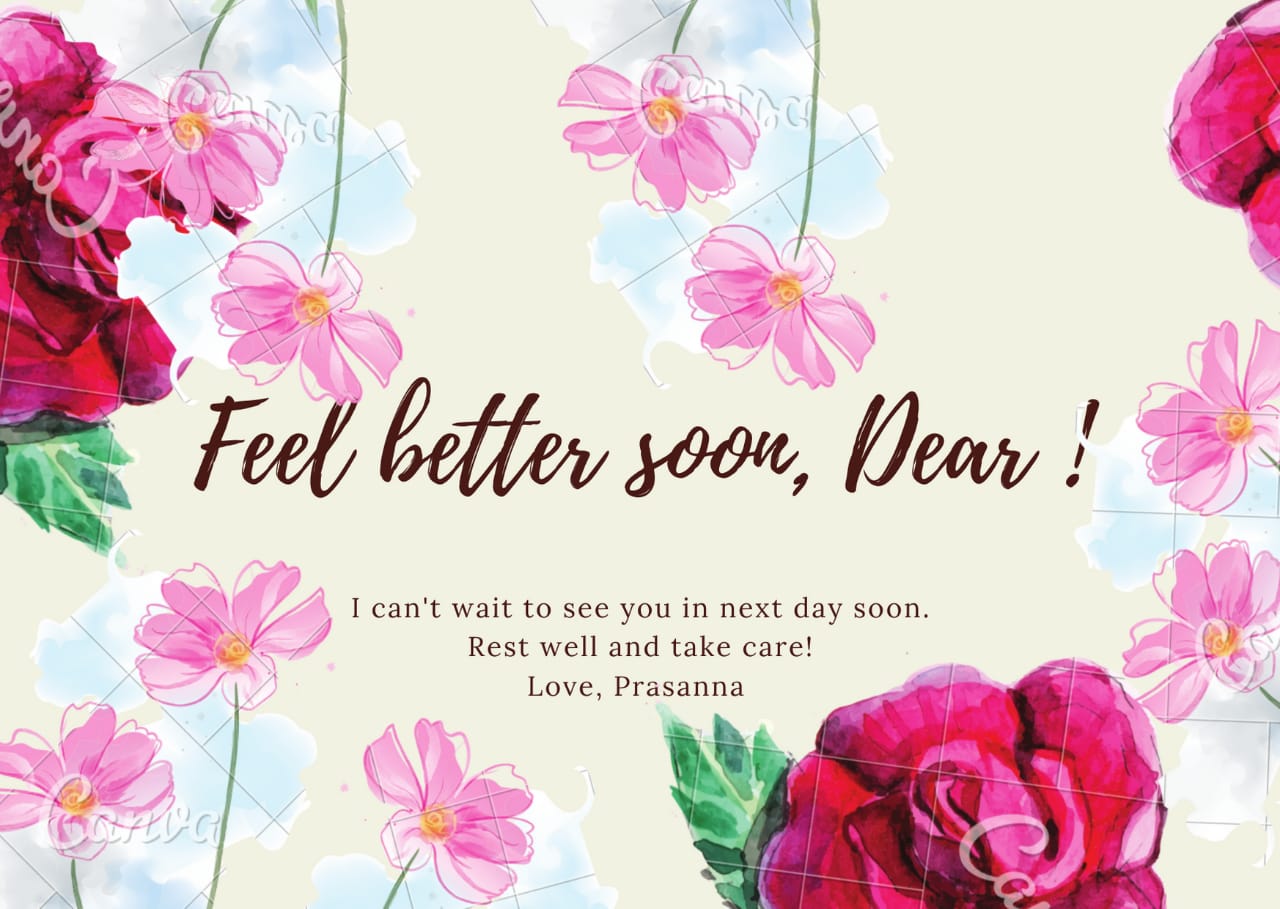 Canva
Canva
Canva
Feel better soon, Dear !
I can't wait to see you in next day soon.
Rest well and take care!
Love, Prasanna
Canva
Ca